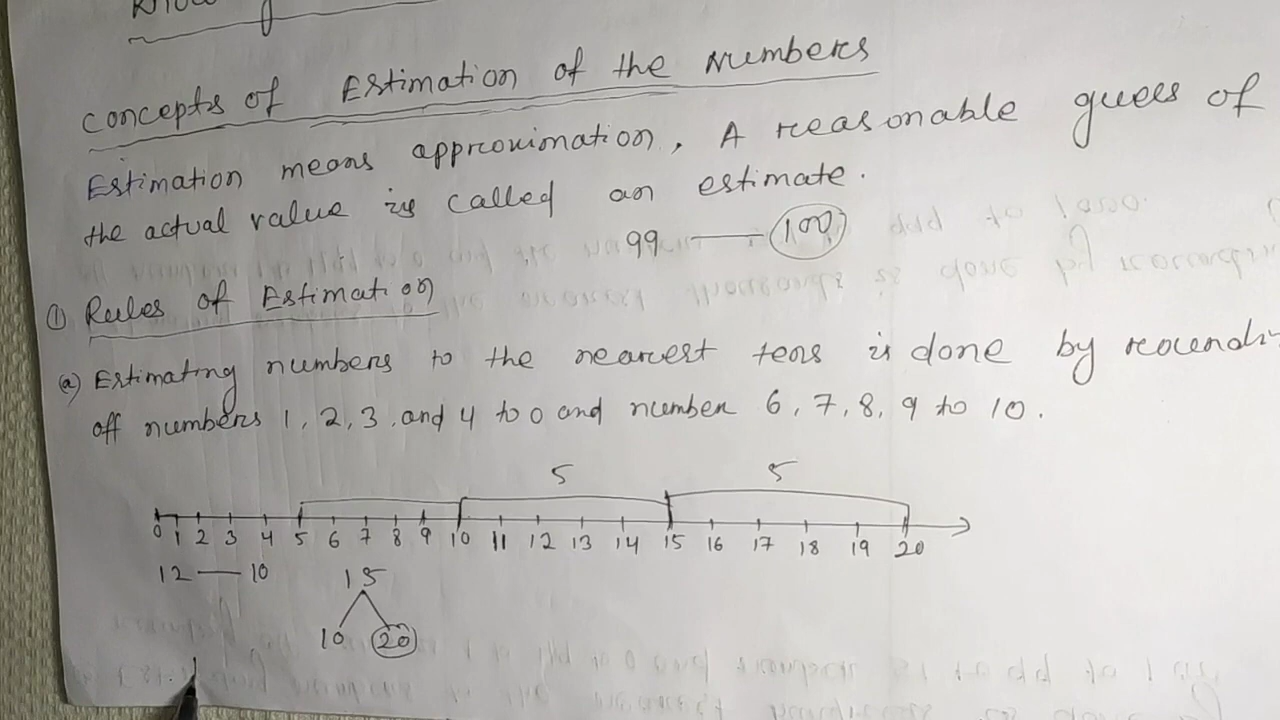 Concepts of Estimation of the Numbers
Estimation means approximation, A reasonable guees of
the actual value is called an estimate.
99 — 100
① Rules of Estimation
(a) Estimating numbers to the nearest tens is done by roundi
off numbers 1, 2, 3, and 4 to 0 and number 6, 7, 8, 9 to 10.
5 5
0 1 2 3 4 5 6 7 8 9 10 11 12 13 14 15 16 17 18 19 20
12 — 10
15
10 20